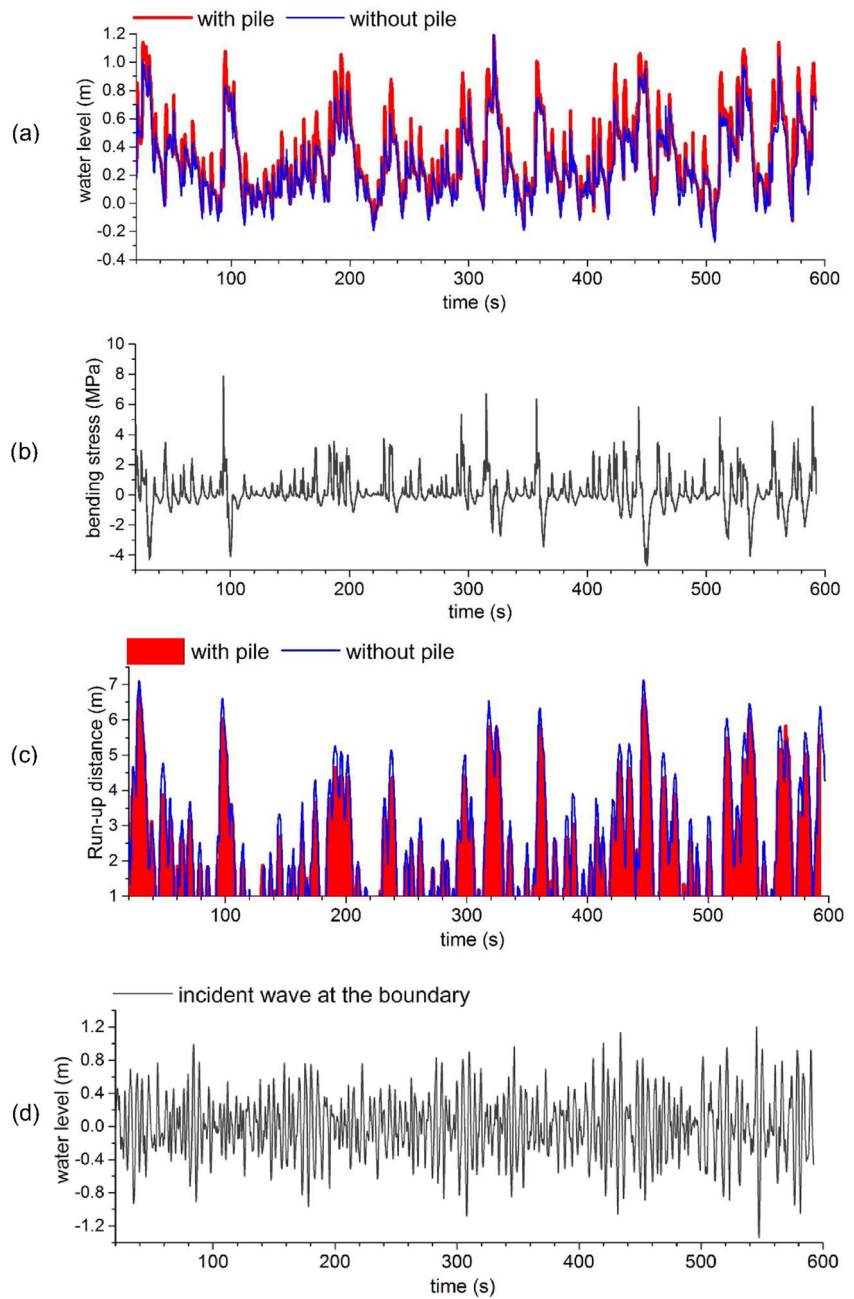 with pile without pile
(a)
water level (m)
1.2
1.0
0.8
0.6
0.4
0.2
0.0
-0.2
-0.4
100 200 300 400 500 600
time (s)
(b)
bending stress (MPa)
10
8
6
4
2
0
-2
-4
100 200 300 400 500 600
time (s)
with pile without pile
(c)
Run-up distance (m)
7
6
5
4
3
2
1
100 200 300 400 500 600
time (s)
incident wave at the boundary
(d)
water level (m)
1.2
0.8
0.4
0.0
-0.4
-0.8
-1.2
100 200 300 400 500 600
time (s)